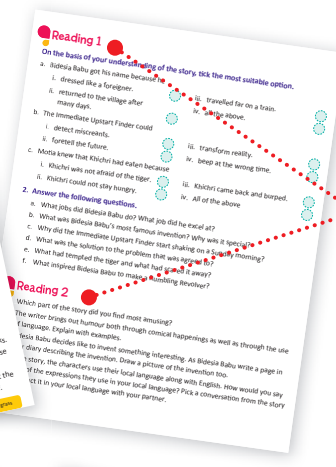 Reading 1
On the basis of your understanding of the story, tick the most suitable option.
a. Bidesia Babu got his name because he
i. dressed like a foreigner.
iii. travelled far on a train.
ii. returned to the village after many days.
iv. all the above.
b. The Immediate Upstart Finder could
i. detect miscreants.
iii. transform reality.
ii. foretell the future.
iv. beep at the wrong time.
c. Motia knew that Khichri had eaten because
i. Khichri was not afraid of the tiger.
iii. Khichri came back and burped.
ii. Khichri could not stay hungry.
iv. All of the above
2. Answer the following questions.
a. What jobs did Bidesia Babu do? What job did he excel at?
b. What was Bidesia Babu's most famous invention? Why was it special?
c. Why did the Immediate Upstart Finder start shaking on a Sunday morning?
d. What was the solution to the problem that was agreed to?
e. What had tempted the tiger and what had scared it away?
f. What inspired Bidesia Babu to make a Rumbling Revolver?
Reading 2
Which part of the story did you find most amusing?
The writer brings out humour both through comical happenings as well as through the use
of language. Explain with examples.
Bidesia Babu decides to invent something interesting. As Bidesia Babu write a page in
diary describing the invention. Draw a picture of the invention too.
story, the characters use their local language along with English. How would you say
of the expressions they use in your local language? Pick a conversation from the story
act it in your local language with your partner.
ks.
se
the